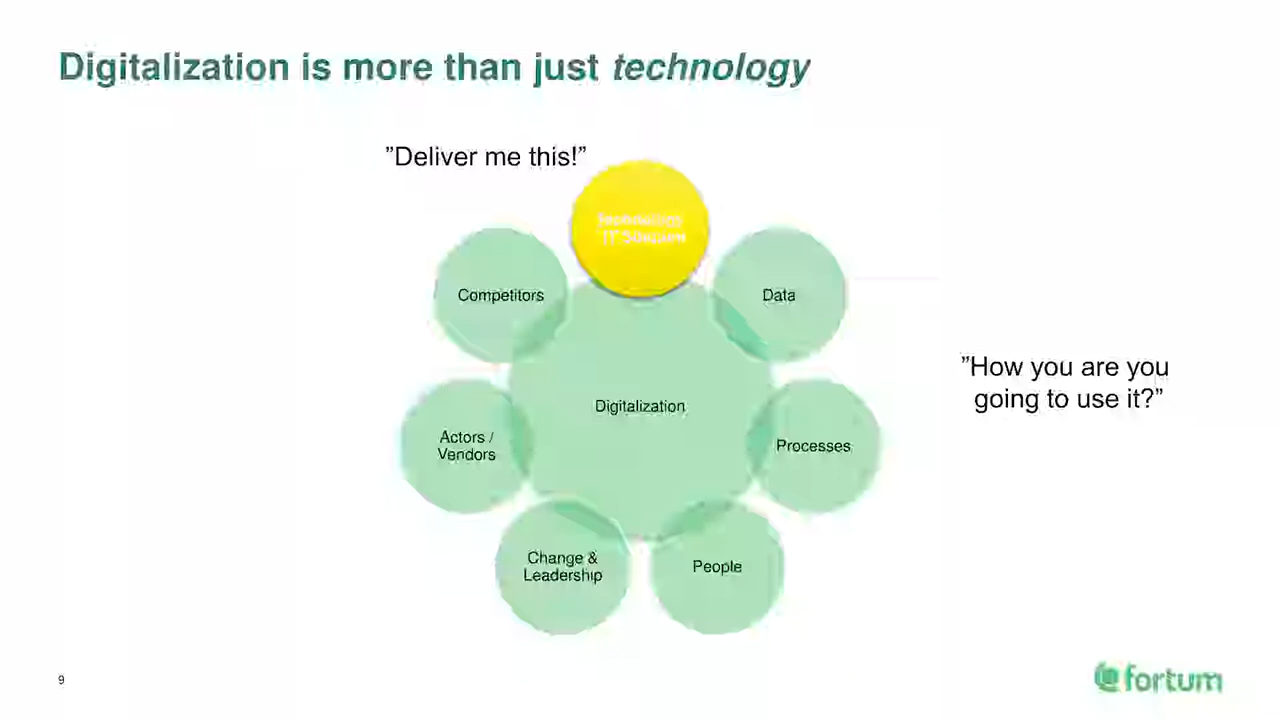 Digitalization is more than just technology
”Deliver me this!”
Technology
Competitors
Data
”How you are you
going to use it?”
Digitalization
Actors /
Vendors
Processes
Change &
Leadership
People
9
fortum